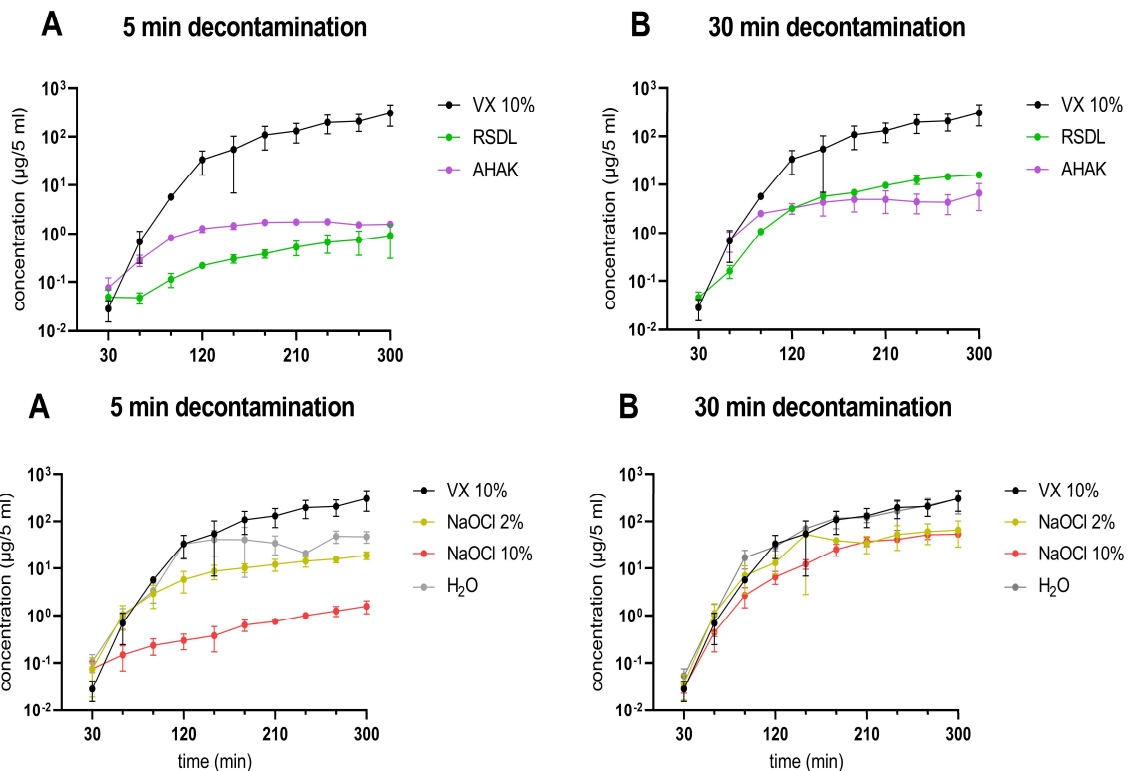 A 5 min decontamination
B 30 min decontamination
concentration (µg/5 ml)
10³
10²
10¹
10⁰
10⁻¹
10⁻²
30 120 210 300
VX 10%
RSDL
AHAK
concentration (µg/5 ml)
10³
10²
10¹
10⁰
10⁻¹
10⁻²
30 120 210 300
VX 10%
RSDL
AHAK
A 5 min decontamination
B 30 min decontamination
concentration (µg/5 ml)
10³
10²
10¹
10⁰
10⁻¹
10⁻²
30 120 210 300
time (min)
VX 10%
NaOCl 2%
NaOCl 10%
H₂O
concentration (µg/5 ml)
10³
10²
10¹
10⁰
10⁻¹
10⁻²
30 120 210 300
time (min)
VX 10%
NaOCl 2%
NaOCl 10%
H₂O